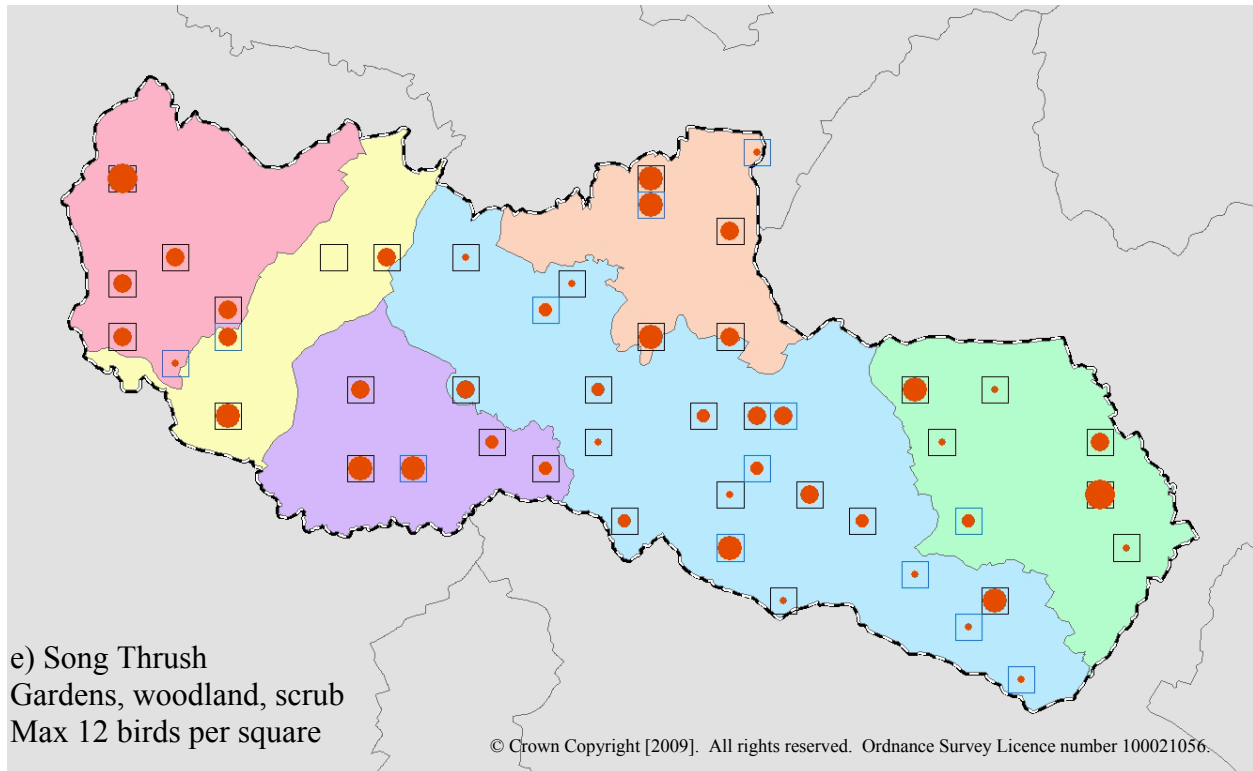 e) Song Thrush
Gardens, woodland, scrub
Max 12 birds per square
© Crown Copyright [2009]. All rights reserved. Ordnance Survey Licence number 100021056.